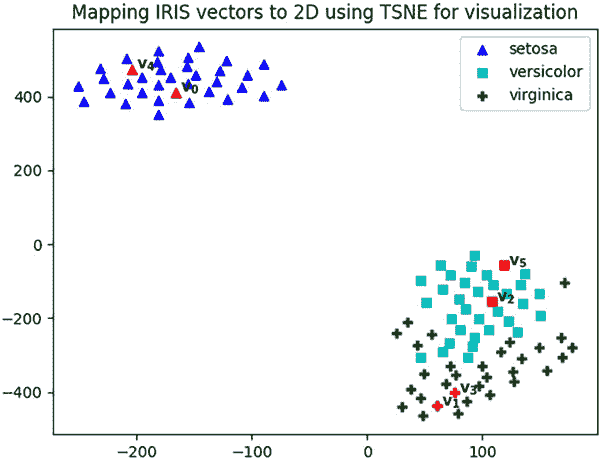 Mapping IRIS vectors to 2D using TSNE for visualization
setosa
versicolor
virginica
v4
v0
v5
v2
v3
v1
400
200
0
−200
−400
−200
−100
0
100